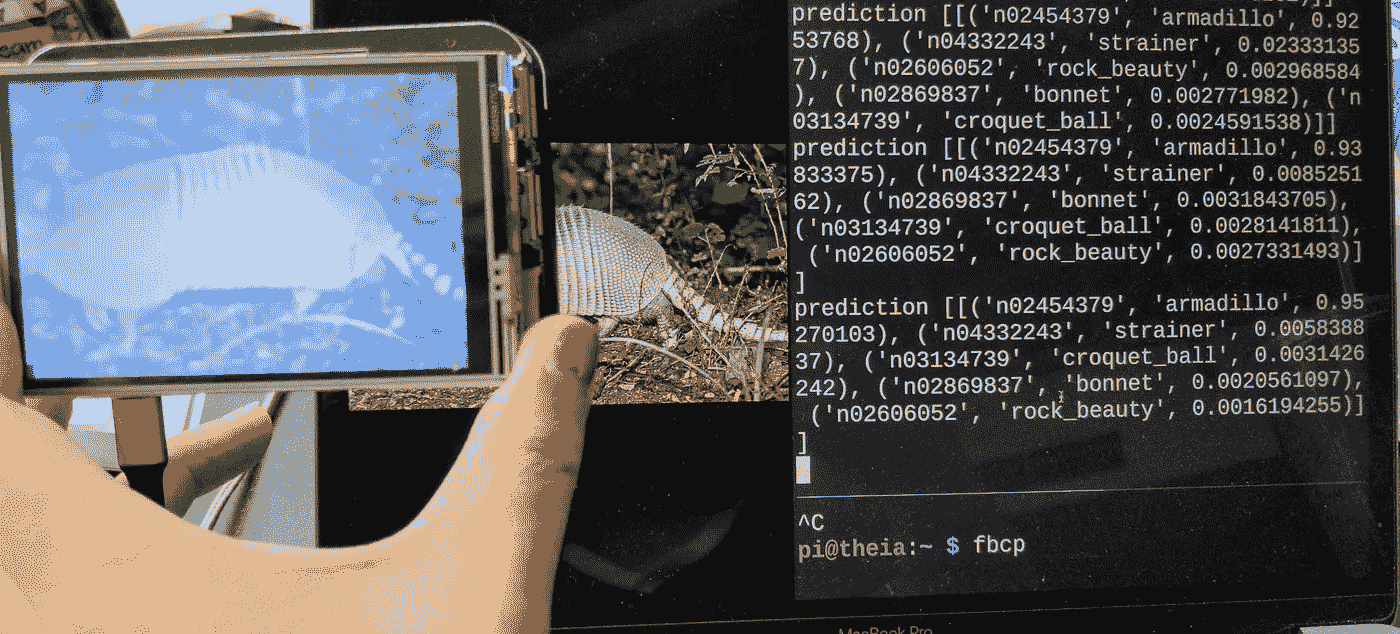 eam
prediction [[('n02454379', 'armadillo', 0.92
53768), ('n04332243', 'strainer', 0.02333135
7), ('n02606052', 'rock_beauty', 0.002968584
), ('n02869837', 'bonnet', 0.002771982), ('n
03134739', 'croquet_ball', 0.0024591538)]]
prediction [[('n02454379', 'armadillo', 0.93
833375), ('n04332243', 'strainer', 0.0085251
62), ('n02869837', 'bonnet', 0.0031843705),
('n03134739', 'croquet_ball', 0.0028141811),
('n02606052', 'rock_beauty', 0.0027331493)]
]
prediction [[('n02454379', 'armadillo', 0.95
270103), ('n04332243', 'strainer', 0.0058388
37), ('n03134739', 'croquet_ball', 0.0031426
242), ('n02869837', 'bonnet', 0.0020561097),
('n02606052', 'rock_beauty', 0.0016194255)]
]
^C
pi@theia:~ $ fbcp
MacBook Pro